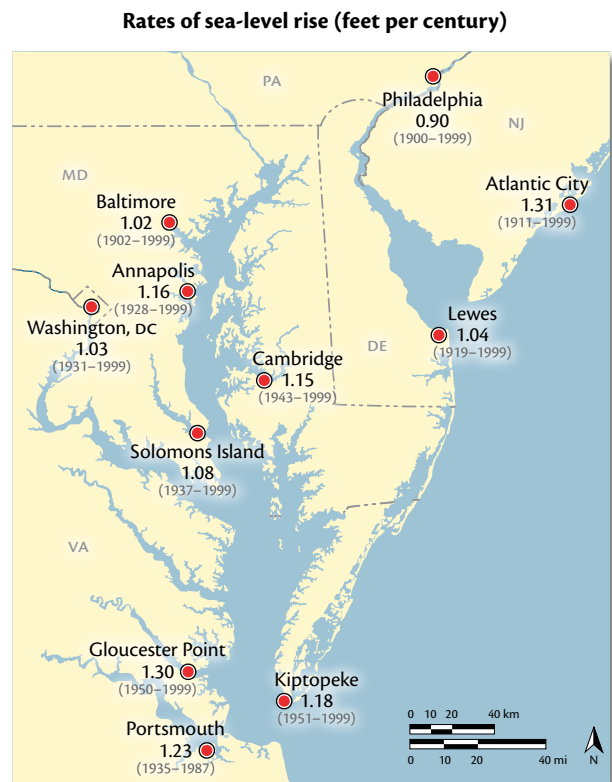 Rates of sea-level rise (feet per century)
PA
Philadelphia
0.90
(1900–1999)
NJ
MD
Atlantic City
1.31
(1911–1999)
Baltimore
1.02
(1902–1999)
Annapolis
1.16
(1928–1999)
Washington, DC
1.03
(1931–1999)
Lewes
1.04
(1919–1999)
DE
Cambridge
1.15
(1943–1999)
Solomons Island
1.08
(1937–1999)
VA
Gloucester Point
1.30
(1950–1999)
Kiptopeke
1.18
(1951–1999)
Portsmouth
1.23
(1935–1987)
0 10 20 40 km
0 10 20 40 mi
N